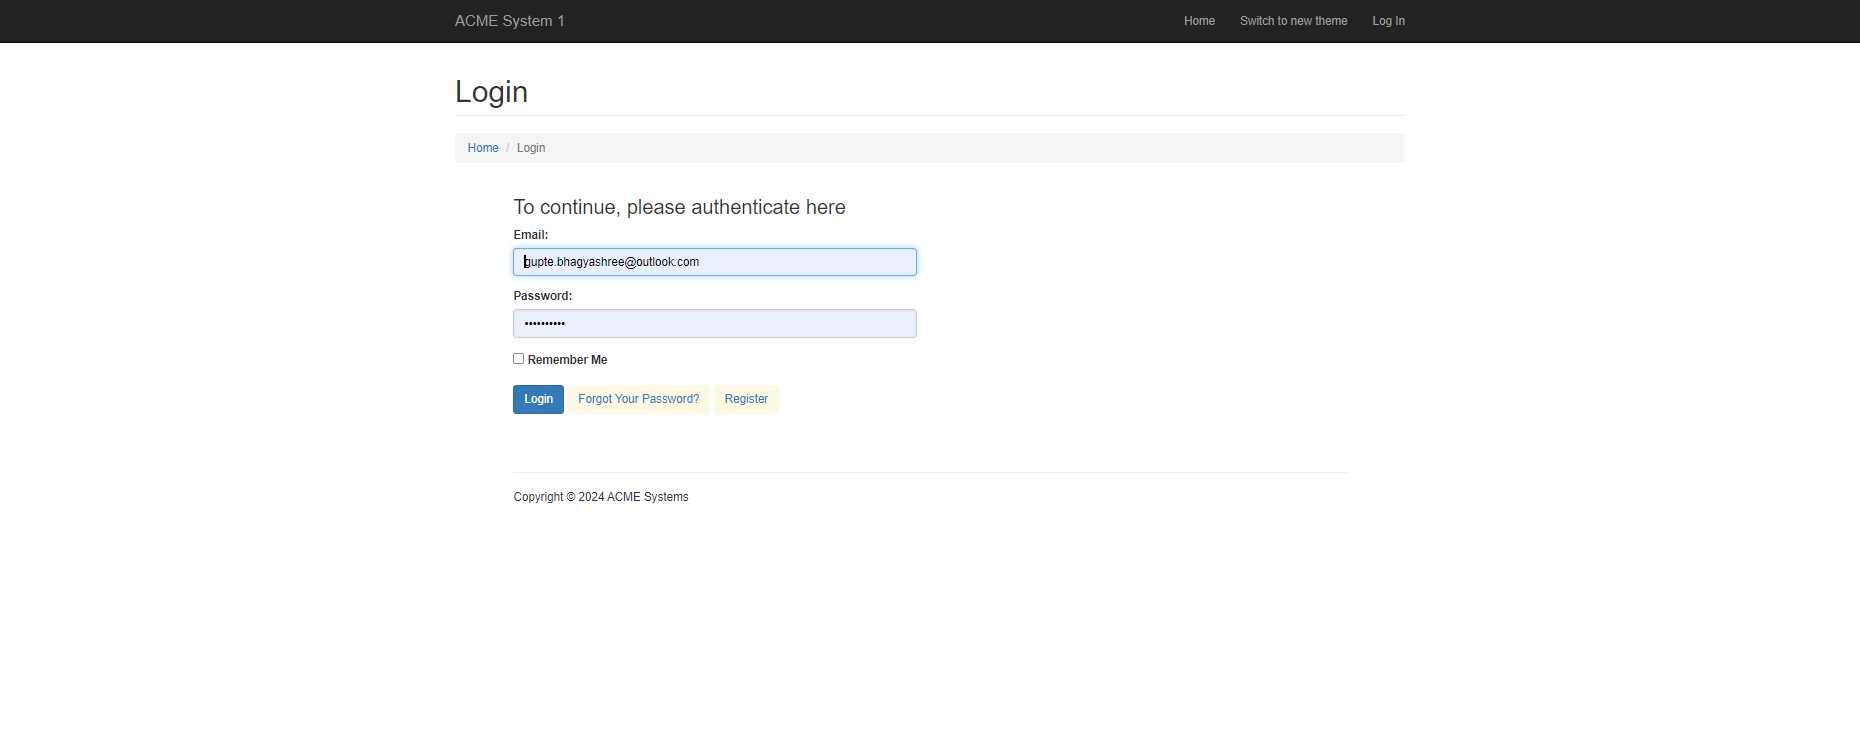 ACME System 1 Home Switch to new theme Log In
Login
Home / Login
To continue, please authenticate here
Email:
gupte.bhagyashree@outlook.com
Password:
••••••••••
Remember Me
Login Forgot Your Password? Register
Copyright © 2024 ACME Systems